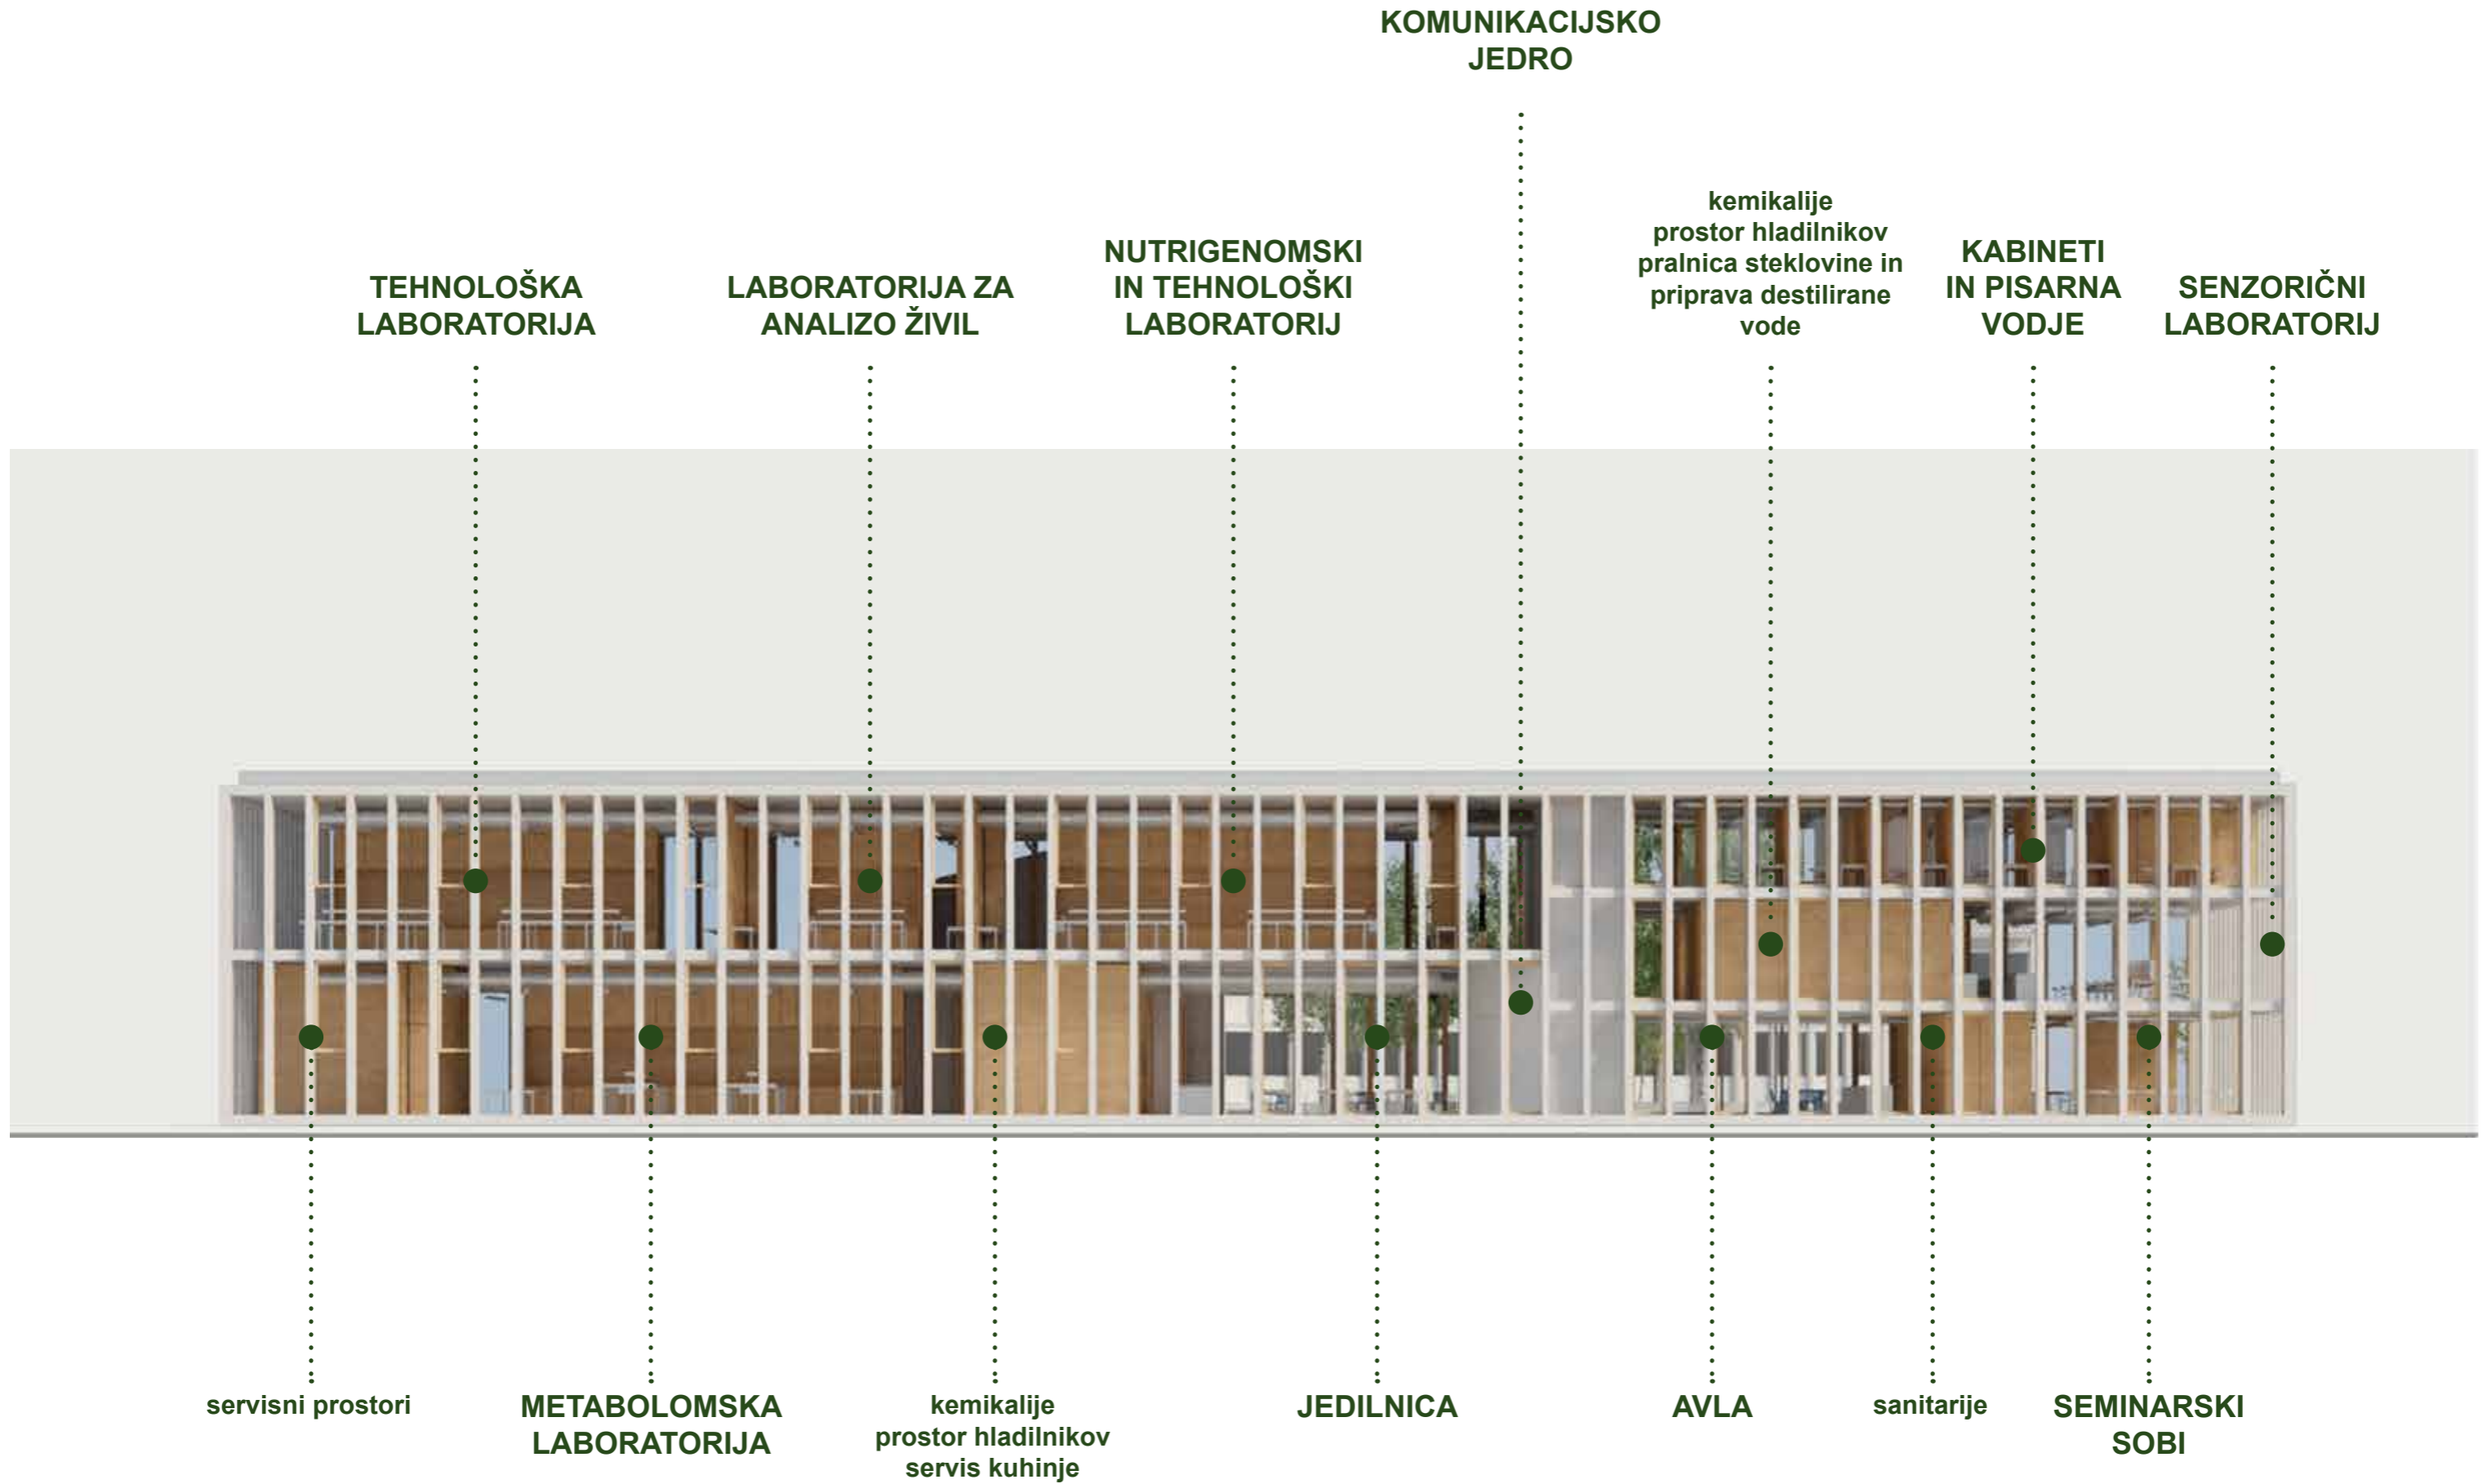 KOMUNIKACIJSKO
JEDRO
TEHNOLOŠKA
LABORATORIJA
LABORATORIJA ZA
ANALIZO ŽIVIL
NUTRIGENOMSKI
IN TEHNOLOŠKI
LABORATORIJ
kemikalije
prostor hladilnikov
pralnica steklovine in
priprava destilirane
vode
KABINETI
IN PISARNA
VODJE
SENZORIČNI
LABORATORIJ
servisni prostori
METABOLOMSKA
LABORATORIJA
kemikalije
prostor hladilnikov
servis kuhinje
JEDILNICA
AVLA
sanitarije
SEMINARSKI
SOBI